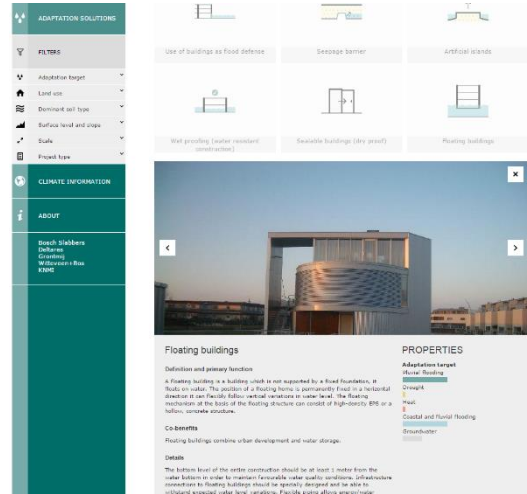 ADAPTATION SOLUTIONS
FILTERS
Adaptation target
Land use
Dominant soil type
Surface level and slope
Scale
Project type
CLIMATE INFORMATION
ABOUT
Bosch Slabbers
Deltares
Grontmij
Witteveen+Bos
KNMI
Use of buildings as flood defense
Seepage barrier
Artificial islands
Wet proofing (water resistant
construction)
Sealable buildings (dry proof)
Floating buildings
Floating buildings
Definition and primary function
A floating building is a building which is not supported by a fixed foundation, it
floats on water. The position of a floating home is permanently fixed in a horizontal
direction it can flexibly follow vertical variations in water level. The floating
mechanism at the basis of the floating structure can consist of high-density EPS or a
hollow, concrete structure.
Co-benefits
Floating buildings combine urban development and water storage.
Details
The bottom level of the entire construction should be at least 1 meter from the
water bottom in order to maintain favourable water quality conditions. Infrastructure
connections to floating buildings should be specially designed and be able to
withstand expected water level variations. Flexible piping allows energy/water
PROPERTIES
Adaptation target
Pluvial flooding
Drought
Heat
Coastal and fluvial flooding
Groundwater